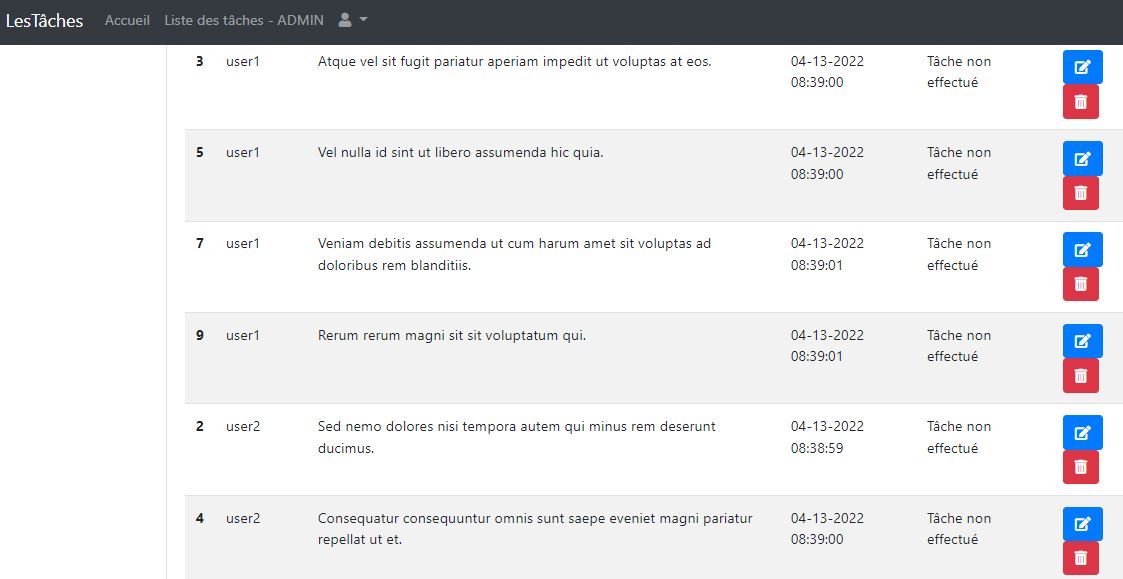 LesTâches Accueil Liste des tâches - ADMIN
3 user1 Atque vel sit fugit pariatur aperiam impedit ut voluptas at eos. 04-13-2022 Tâche non
08:39:00 effectué
5 user1 Vel nulla id sint ut libero assumenda hic quia. 04-13-2022 Tâche non
08:39:00 effectué
7 user1 Veniam debitis assumenda ut cum harum amet sit voluptas ad 04-13-2022 Tâche non
doloribus rem blanditiis. 08:39:01 effectué
9 user1 Rerum rerum magni sit sit voluptatum qui. 04-13-2022 Tâche non
08:39:01 effectué
2 user2 Sed nemo dolores nisi tempora autem qui minus rem deserunt 04-13-2022 Tâche non
ducimus. 08:38:59 effectué
4 user2 Consequatur consequuntur omnis sunt saepe eveniet magni pariatur 04-13-2022 Tâche non
repellat ut et. 08:39:00 effectué